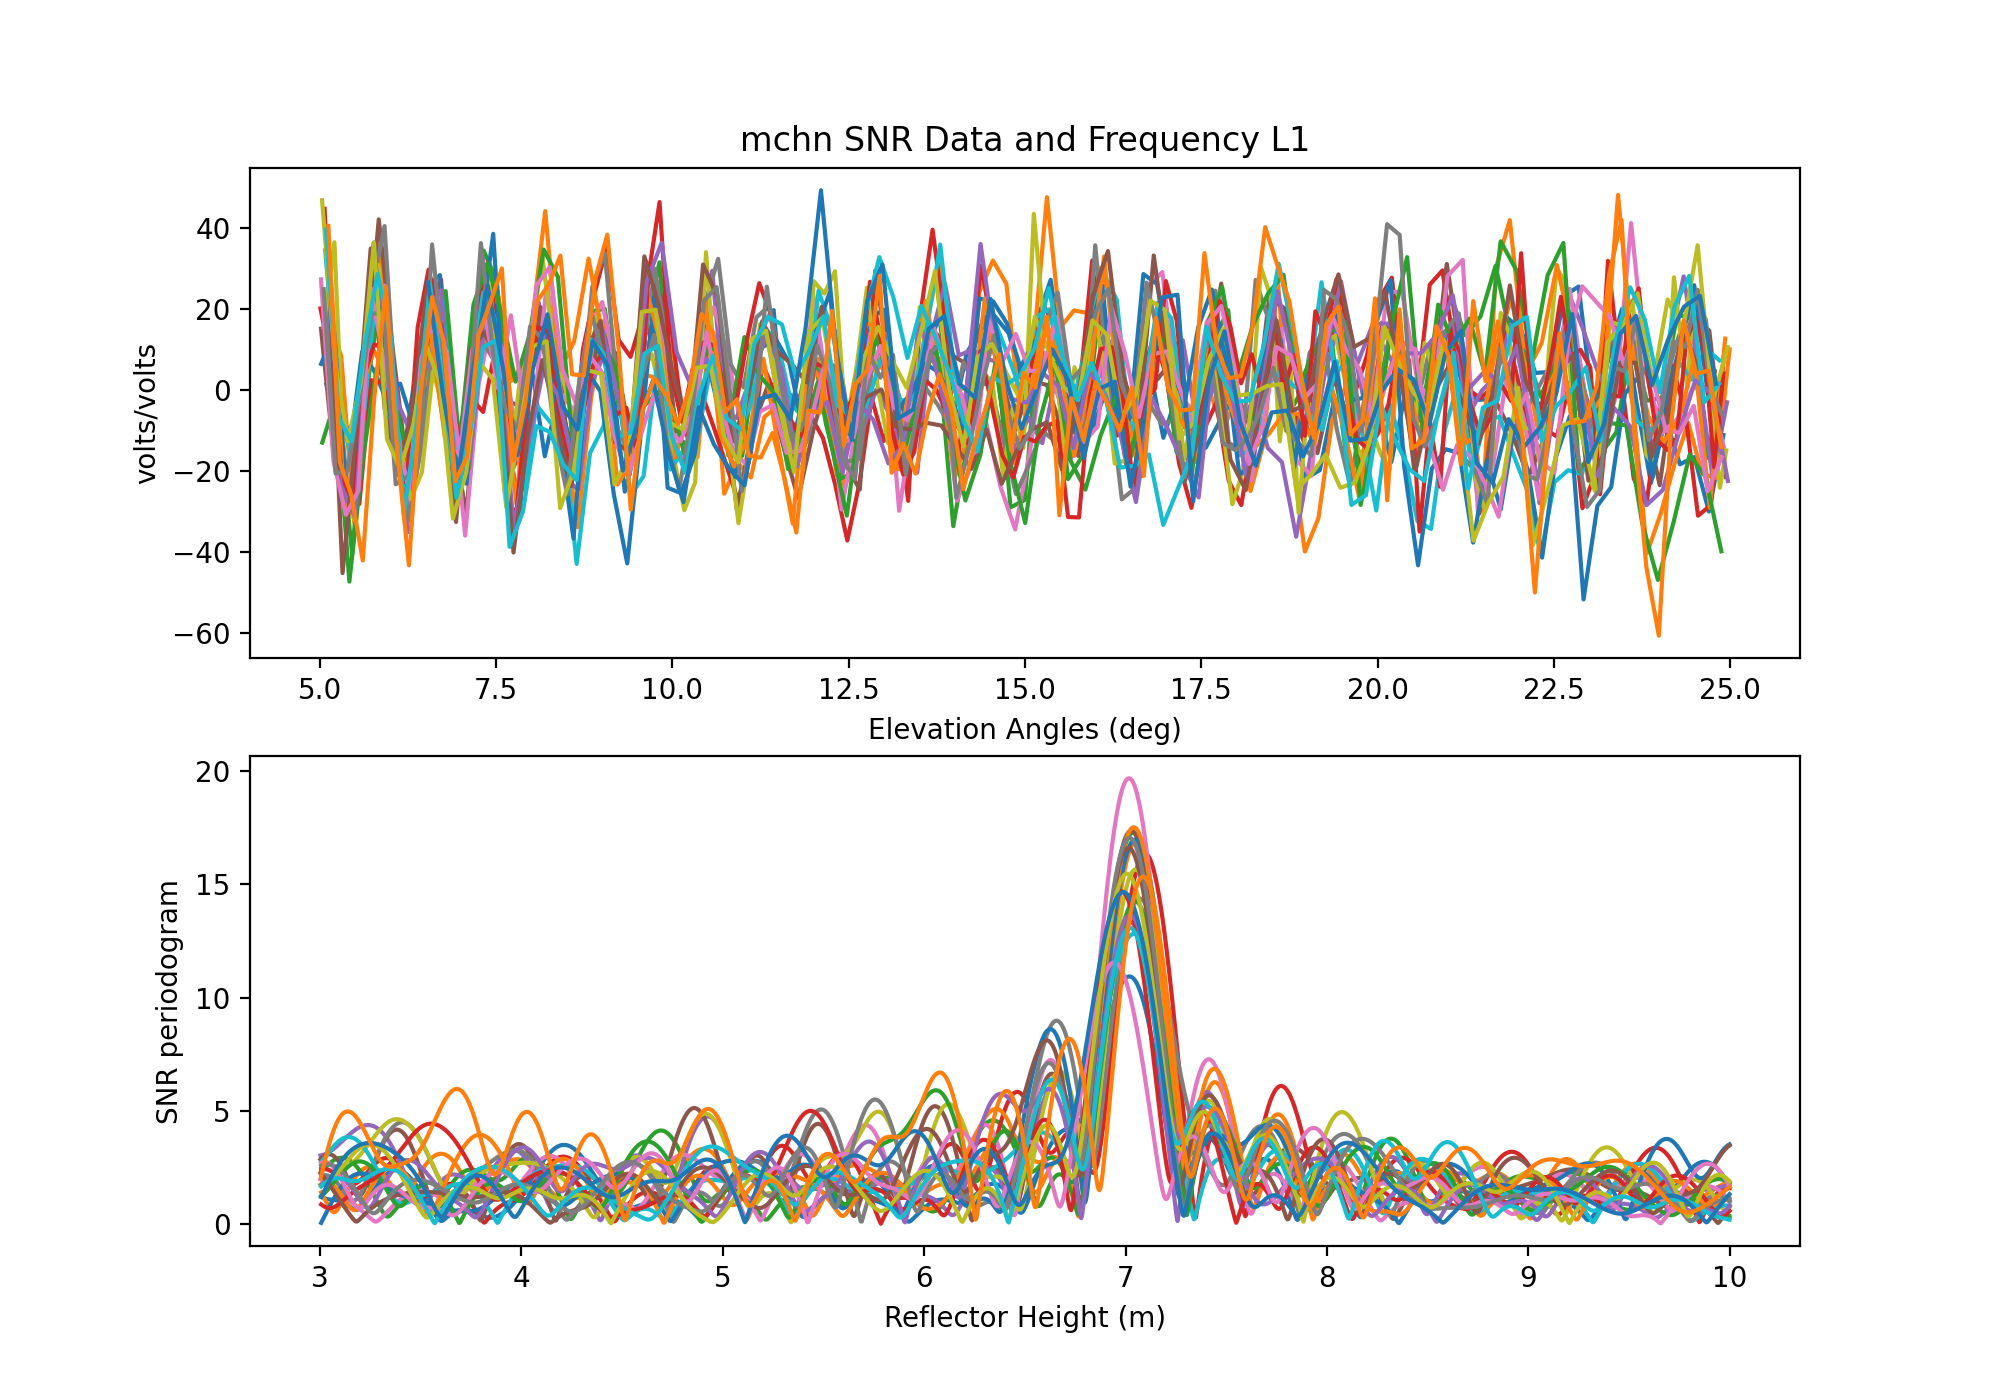 mchn SNR Data and Frequency L1
40
20
0
−20
−40
−60
volts/volts
5.0 7.5 10.0 12.5 15.0 17.5 20.0 22.5 25.0
Elevation Angles (deg)
20
15
10
5
0
SNR periodogram
3 4 5 6 7 8 9 10
Reflector Height (m)